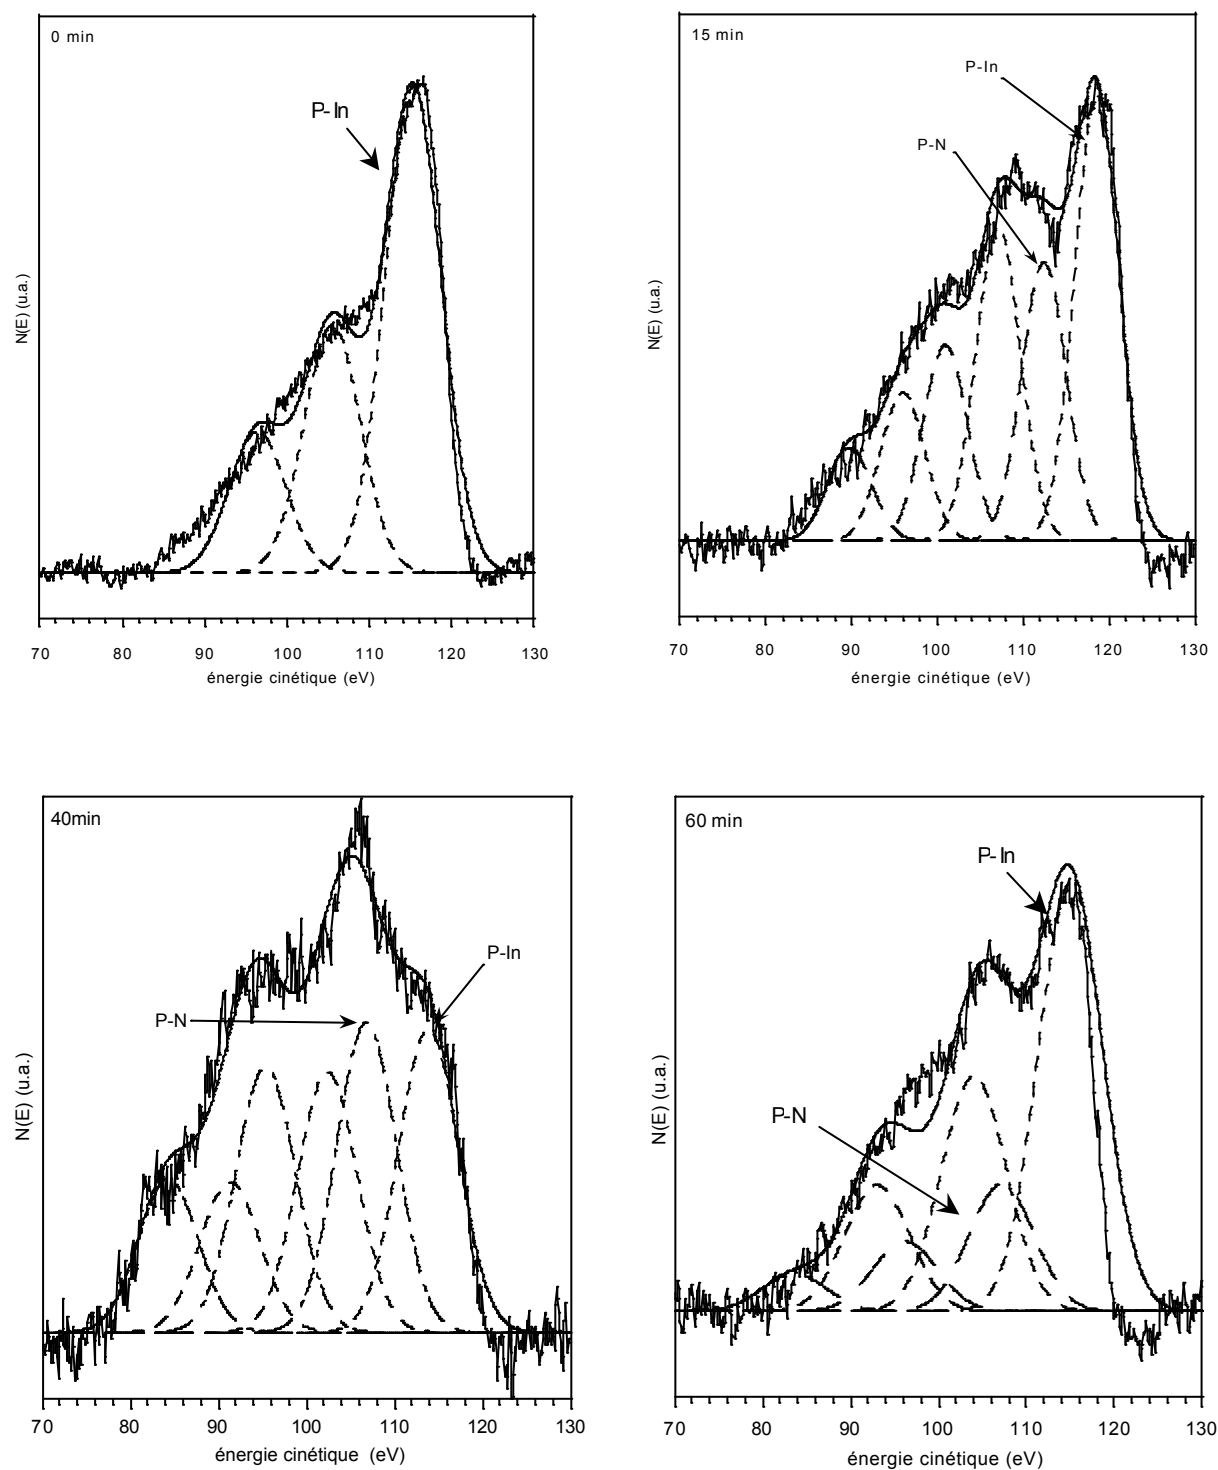 0 min
P-In
N(E) (u.a.)
70 80 90 100 110 120 130
énergie cinétique (eV)
15 min
P-In
P-N
N(E) (u.a.)
70 80 90 100 110 120 130
énergie cinétique (eV)
40min
P-In
P-N
N(E) (u.a.)
70 80 90 100 110 120 130
énergie cinétique (eV)
60 min
P-In
P-N
N(E) (u.a.)
70 80 90 100 110 120 130
énergie cinétique (eV)